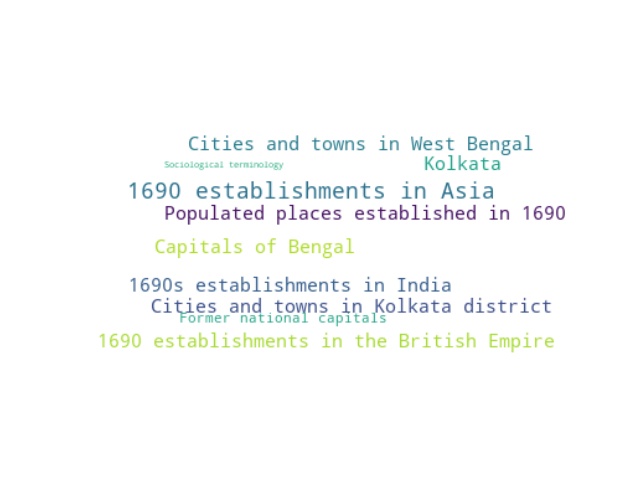 Cities and towns in West Bengal
Sociological terminology
Kolkata
1690 establishments in Asia
Populated places established in 1690
Capitals of Bengal
1690s establishments in India
Cities and towns in Kolkata district
Former national capitals
1690 establishments in the British Empire